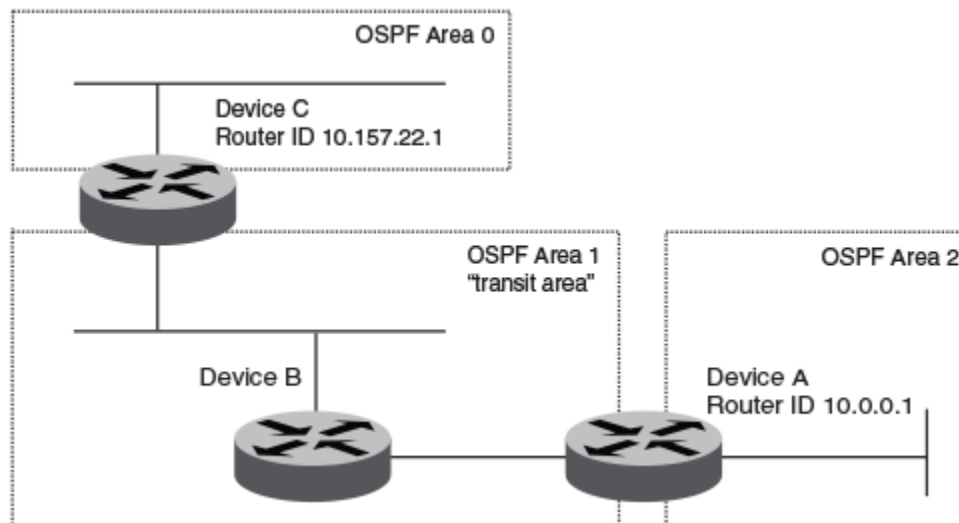 OSPF Area 0
Device C
Router ID 10.157.22.1
OSPF Area 1
“transit area”
OSPF Area 2
Device B
Device A
Router ID 10.0.0.1